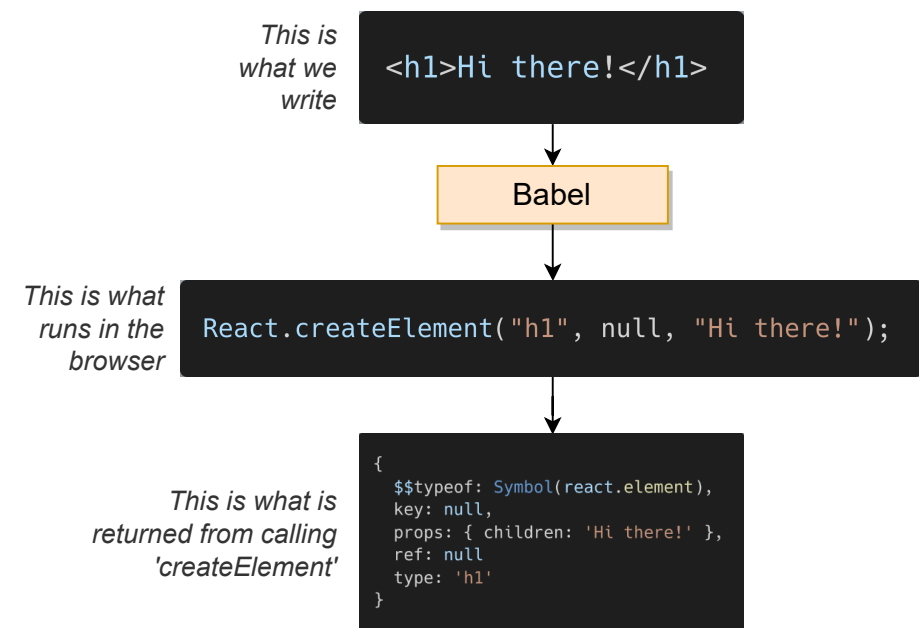 This is
what we
write
<h1>Hi there!</h1>
Babel
This is what
runs in the
browser
React.createElement("h1", null, "Hi there!");
This is what is
returned from calling
'createElement'
{
  $$typeof: Symbol(react.element),
  key: null,
  props: { children: 'Hi there!' },
  ref: null
  type: 'h1'
}